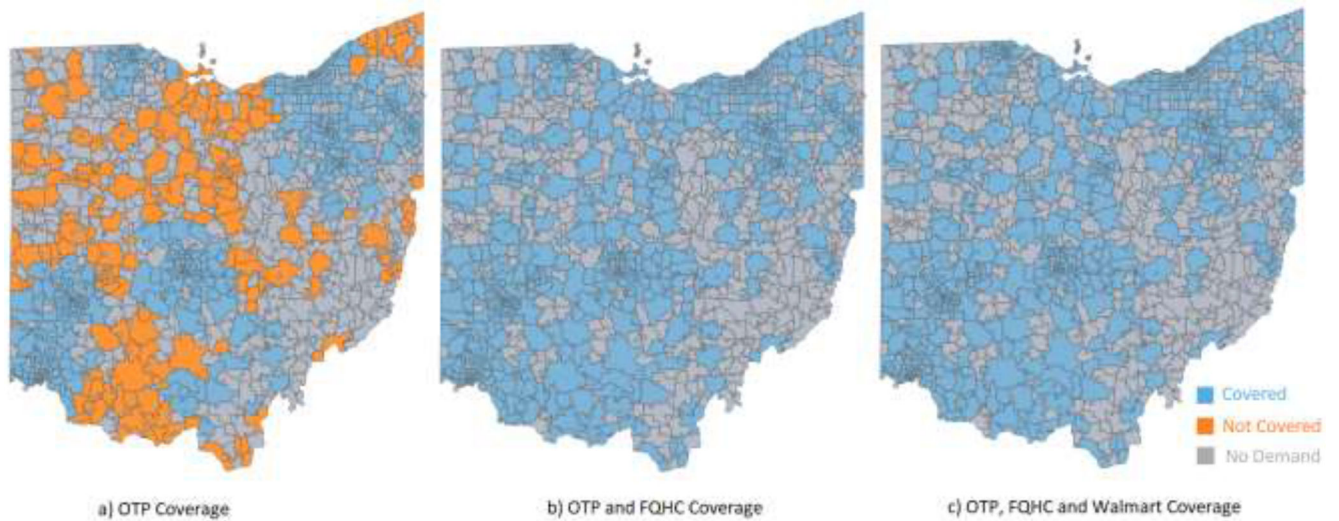 Covered
Not Covered
No Demand
a) OTP Coverage
b) OTP and FQHC Coverage
c) OTP, FQHC and Walmart Coverage